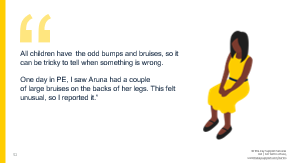 “
All children have the odd bumps and bruises, so it
can be tricky to tell when something is wrong.
One day in PE, I saw Aruna had a couple
of large bruises on the backs of her legs. This felt
unusual, so I reported it.”